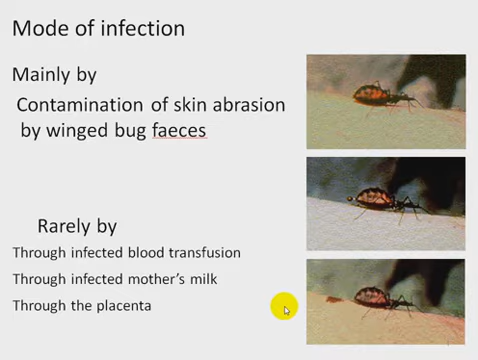 Mode of infection
Mainly by
Contamination of skin abrasion
by winged bug faeces
Rarely by
Through infected blood transfusion
Through infected mother's milk
Through the placenta